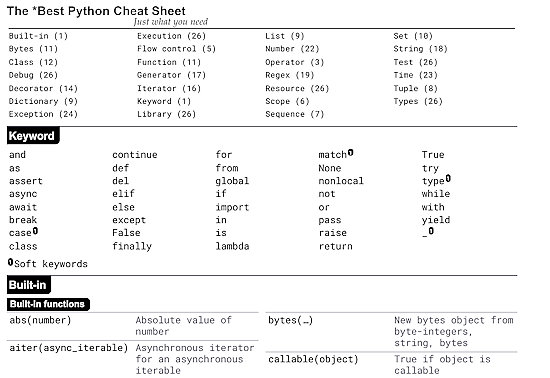 The *Best Python Cheat Sheet
Just what you need
Built-in (1) Execution (26) List (9) Set (10)
Bytes (11) Flow control (5) Number (22) String (18)
Class (12) Function (11) Operator (3) Test (26)
Debug (26) Generator (17) Regex (19) Time (23)
Decorator (14) Iterator (16) Resource (26) Tuple (8)
Dictionary (9) Keyword (1) Scope (6) Types (26)
Exception (24) Library (26) Sequence (7)
Keyword
and continue for match True
as def from None try
assert del global nonlocal type
async elif if not while
await else import or with
break except in pass yield
case False is raise _
class finally lambda return
Soft keywords
Built-in
Built-in functions
abs(number) Absolute value of bytes(…) New bytes object from
number byte-integers,
string, bytes
aiter(async_iterable) Asynchronous iterator
for an asynchronous callable(object) True if object is
iterable callable